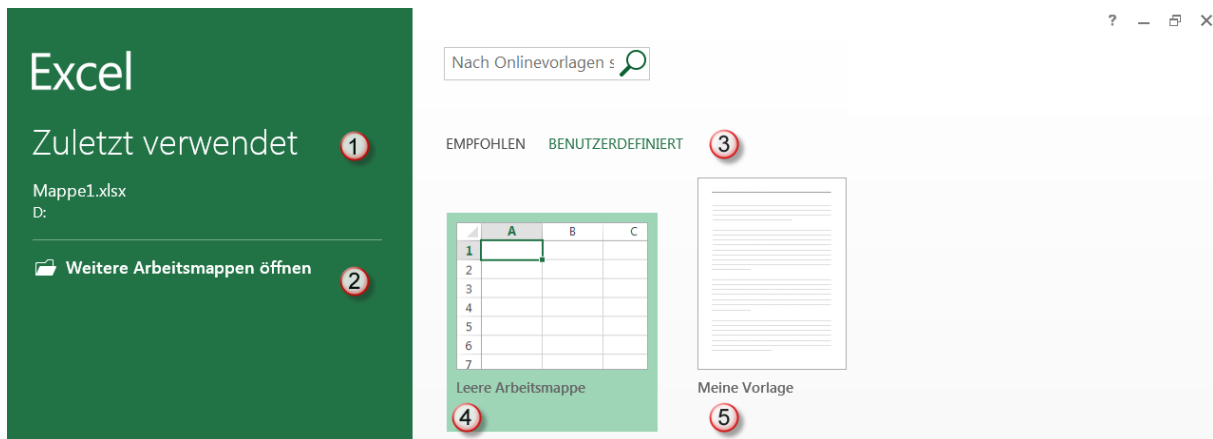 ?
Excel
Nach Onlinevorlagen s
Zuletzt verwendet 1
EMPFOHLEN BENUTZERDEFINIERT 3
Mappe1.xlsx
D:
Weitere Arbeitsmappen öffnen 2
A B C
1
2
3
4
5
6
7
Leere Arbeitsmappe
Meine Vorlage
4
5